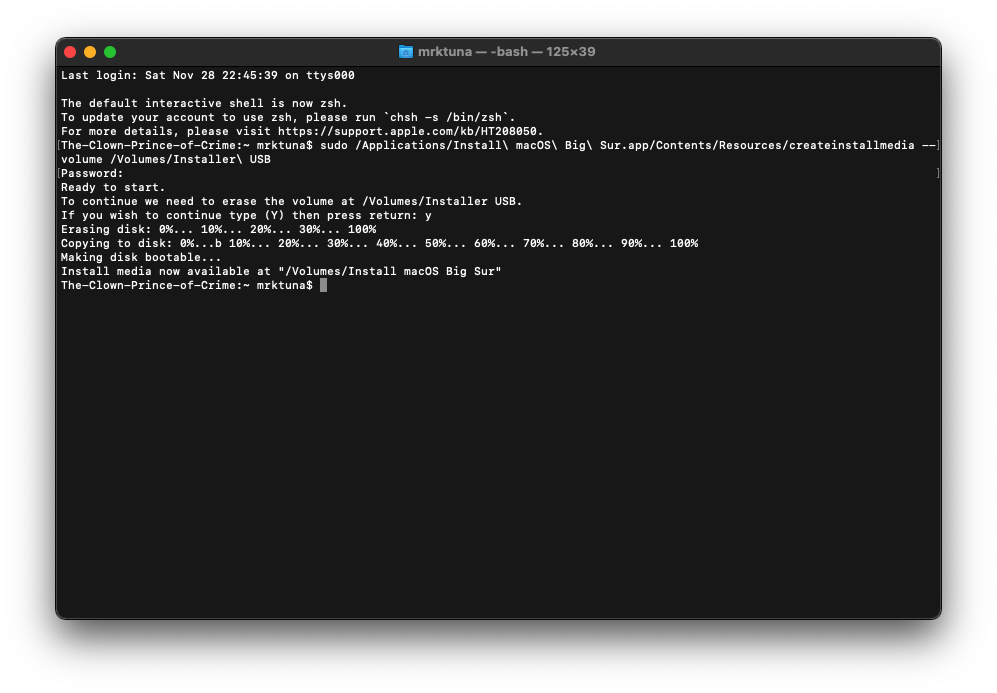 mrktuna — -bash — 125×39
Last login: Sat Nov 28 22:45:39 on ttys000
The default interactive shell is now zsh.
To update your account to use zsh, please run `chsh -s /bin/zsh`.
For more details, please visit https://support.apple.com/kb/HT208050.
[The-Clown-Prince-of-Crime:~ mrktuna$ sudo /Applications/Install\ macOS\ Big\ Sur.app/Contents/Resources/createinstallmedia --]
volume /Volumes/Installer\ USB
[Password: ]
Ready to start.
To continue we need to erase the volume at /Volumes/Installer USB.
If you wish to continue type (Y) then press return: y
Erasing disk: 0%... 10%... 20%... 30%... 100%
Copying to disk: 0%...b 10%... 20%... 30%... 40%... 50%... 60%... 70%... 80%... 90%... 100%
Making disk bootable...
Install media now available at "/Volumes/Install macOS Big Sur"
The-Clown-Prince-of-Crime:~ mrktuna$